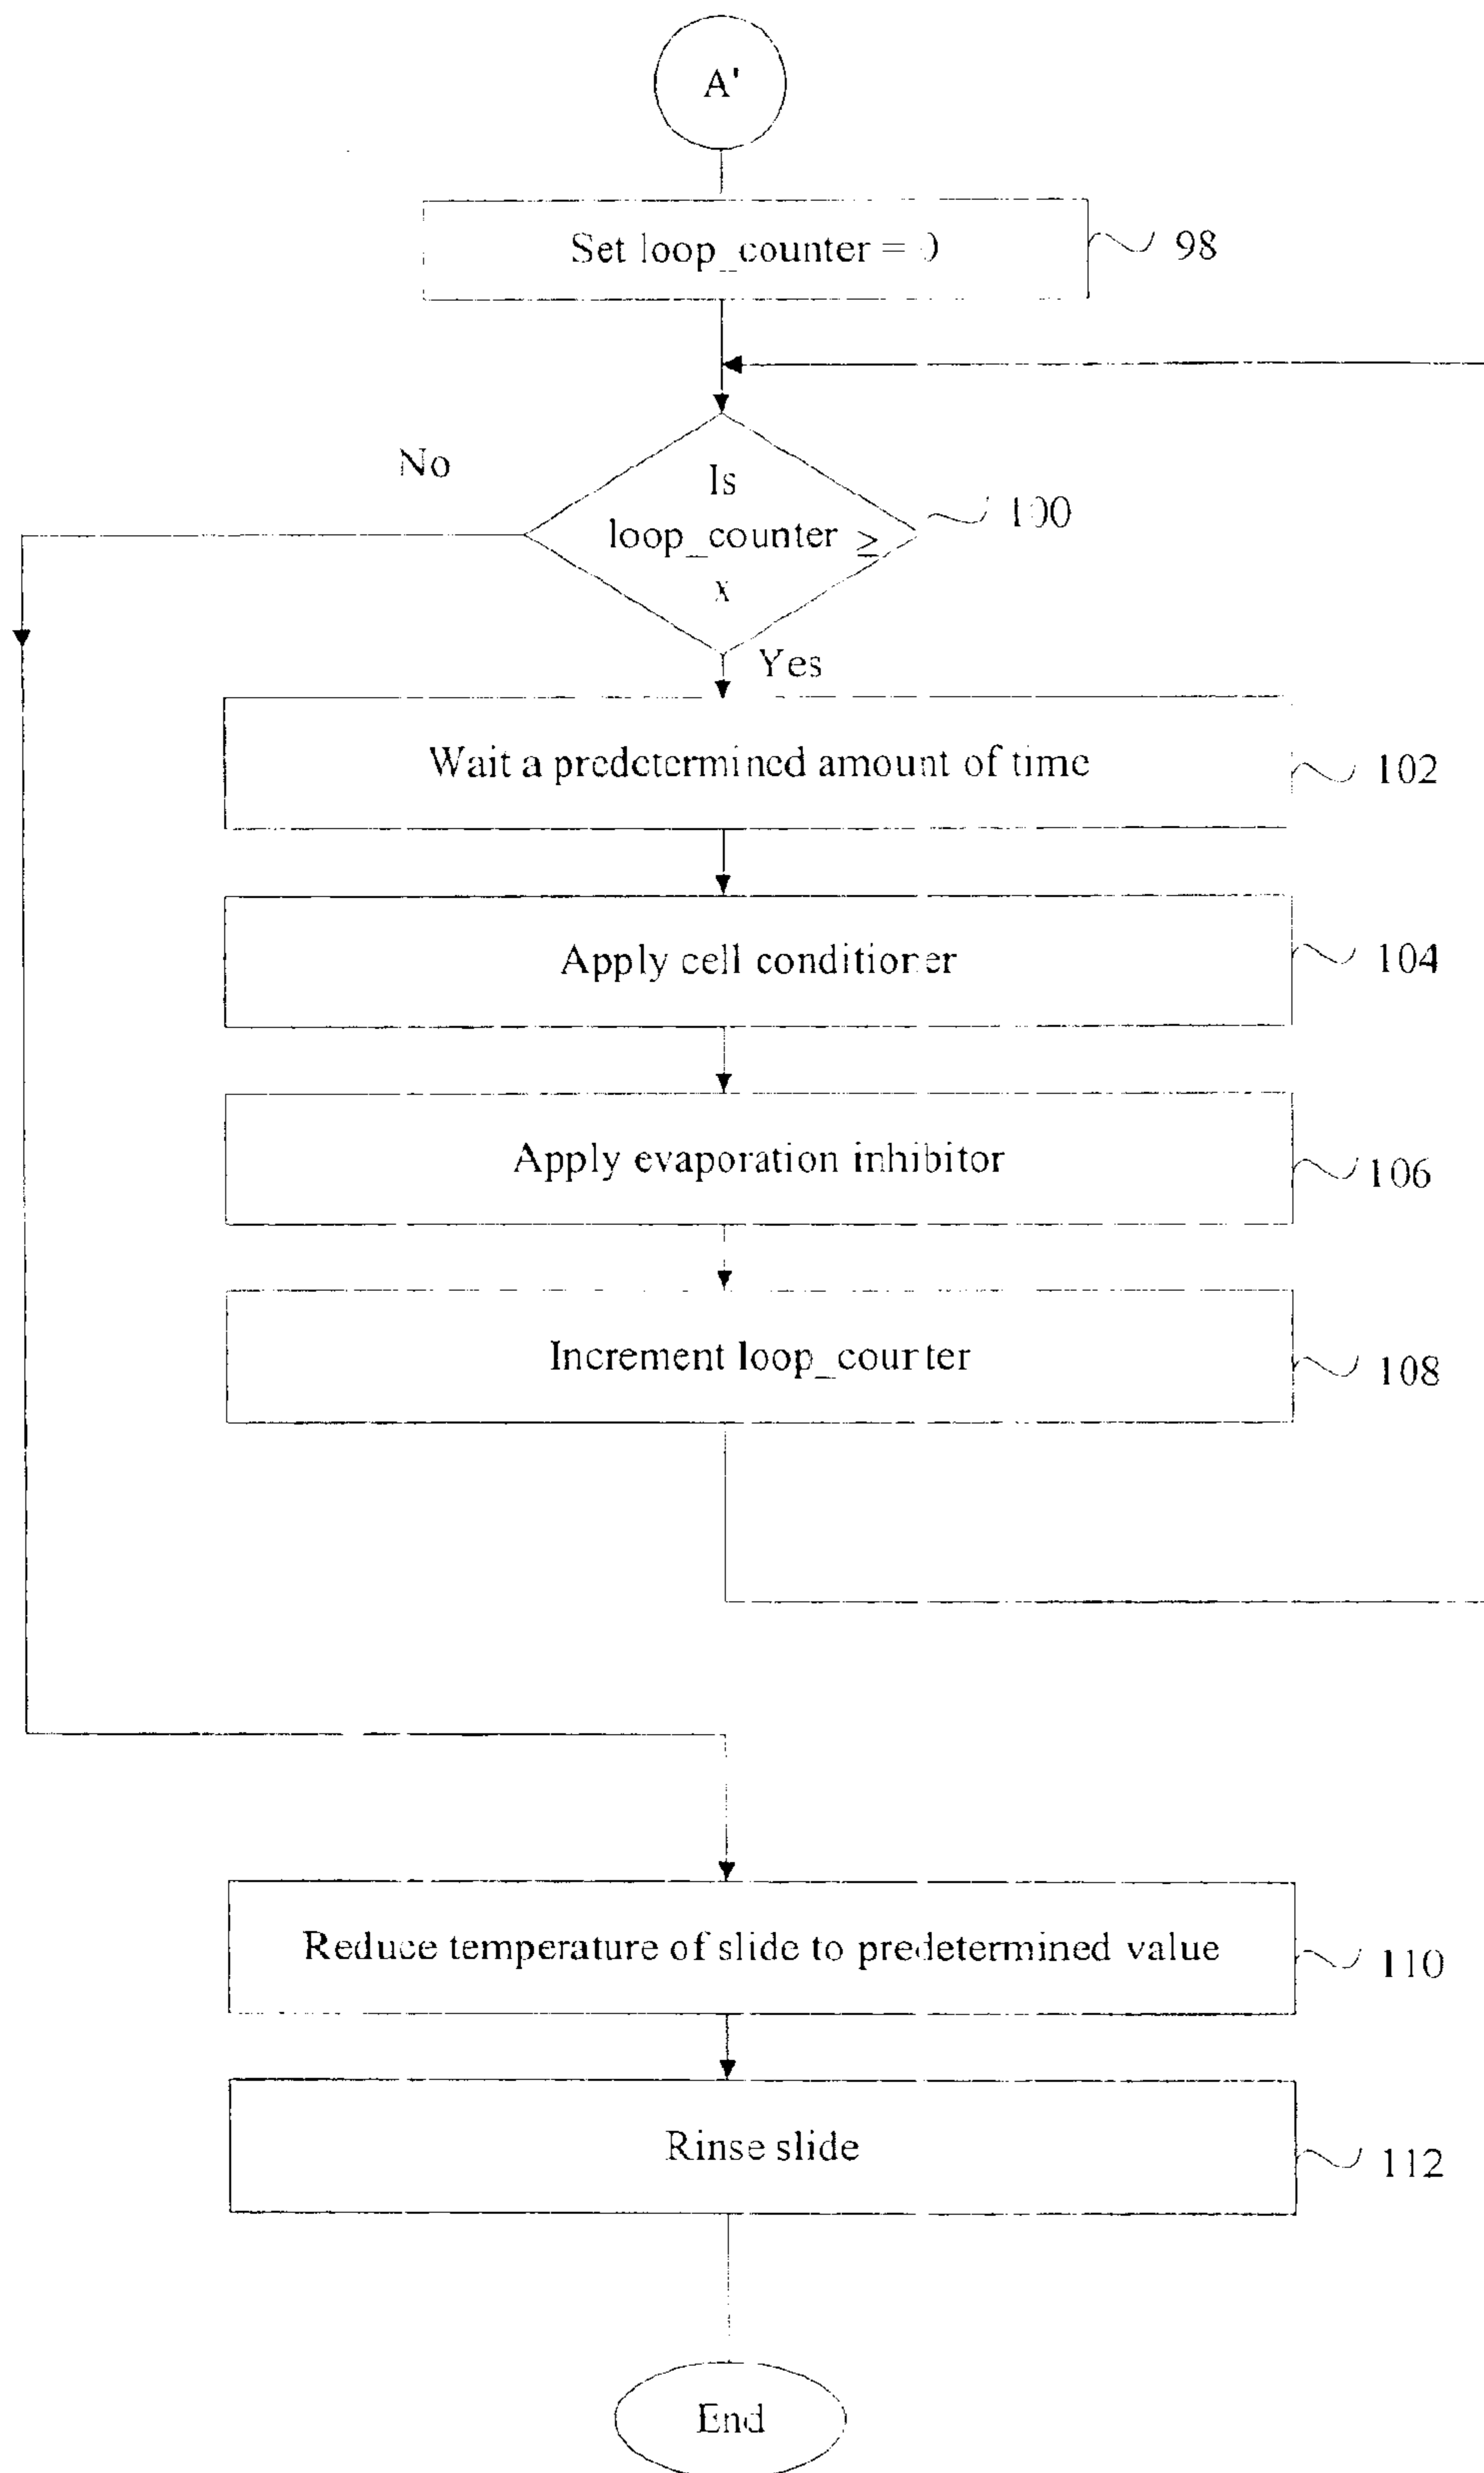 A'
Set loop_counter = 0
98
No
Is
loop_counter ≥
x
100
Yes
Wait a predetermined amount of time
102
Apply cell conditioner
104
Apply evaporation inhibitor
106
Increment loop_counter
108
Reduce temperature of slide to predetermined value
110
Rinse slide
112
End